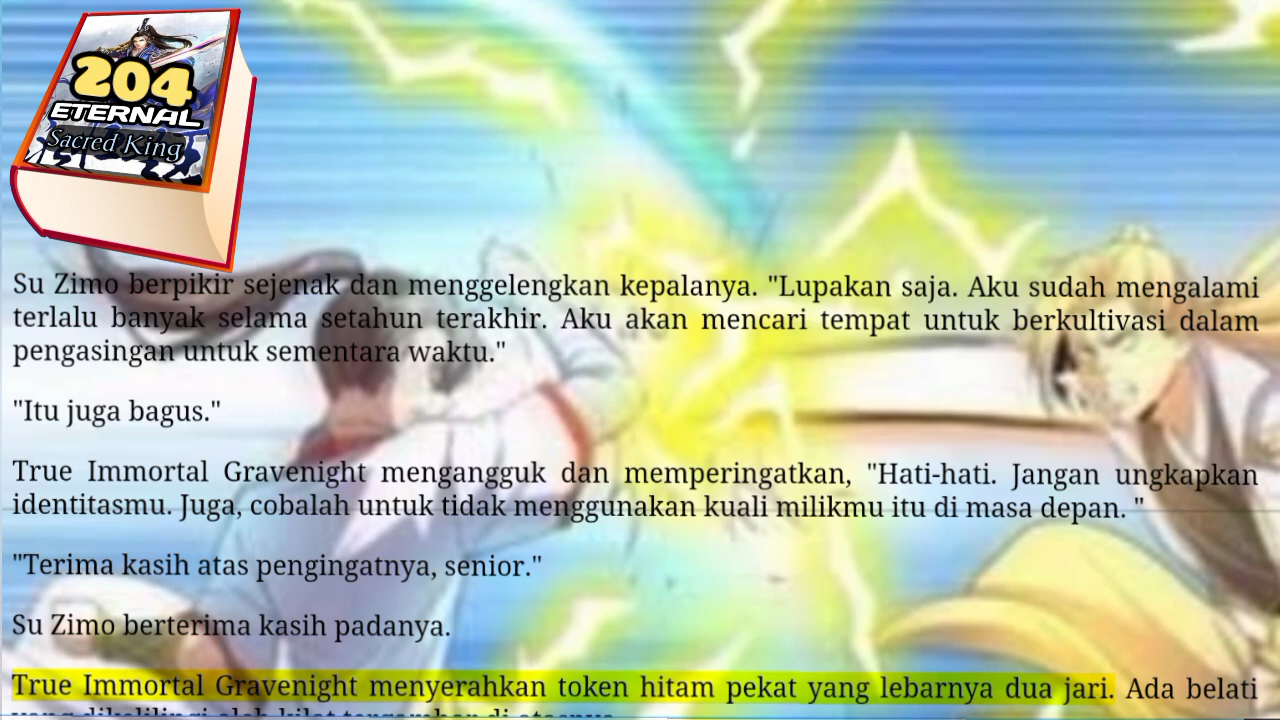 204
ETERNAL
Sacred King
Su Zimo berpikir sejenak dan menggelengkan kepalanya. "Lupakan saja. Aku sudah mengalami
terlalu banyak selama setahun terakhir. Aku akan mencari tempat untuk berkultivasi dalam
pengasingan untuk sementara waktu."
"Itu juga bagus."
True Immortal Gravenight mengangguk dan memperingatkan, "Hati-hati. Jangan ungkapkan
identitasmu. Juga, cobalah untuk tidak menggunakan kuali milikmu itu di masa depan. "
"Terima kasih atas pengingatnya, senior."
Su Zimo berterima kasih padanya.
True Immortal Gravenight menyerahkan token hitam pekat yang lebarnya dua jari. Ada belati